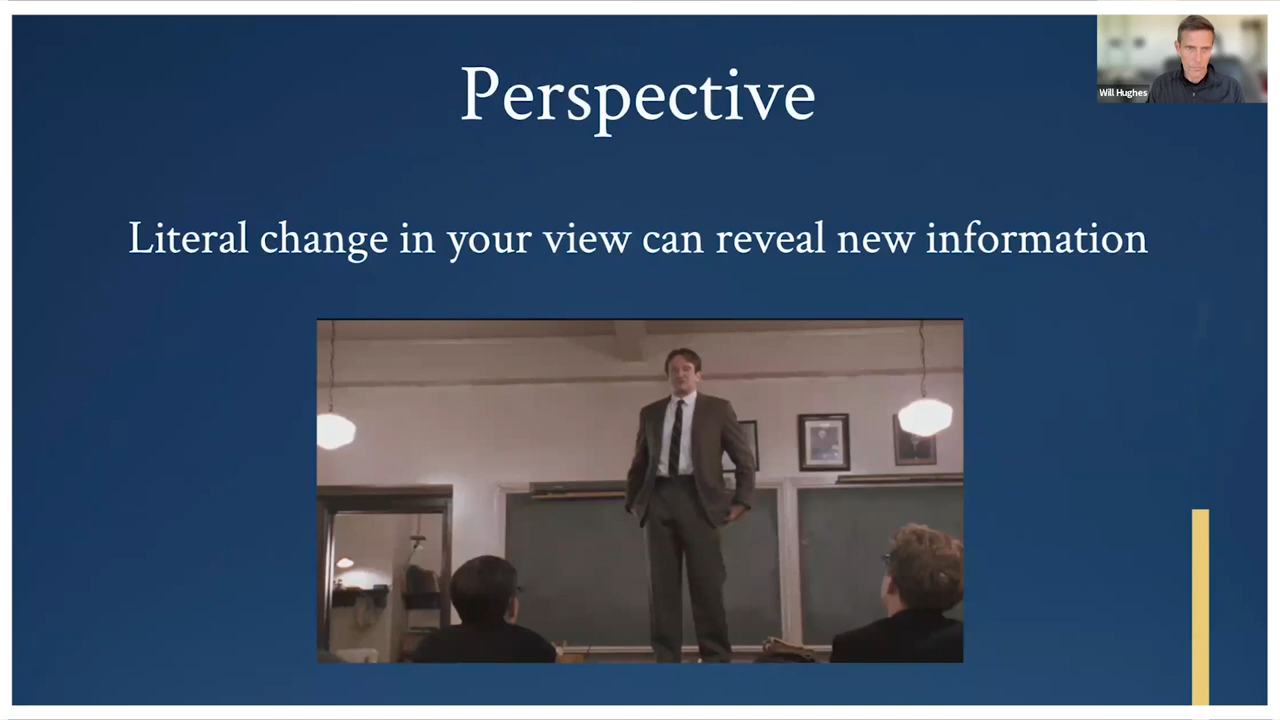 Perspective
Will Hughes
Literal change in your view can reveal new information